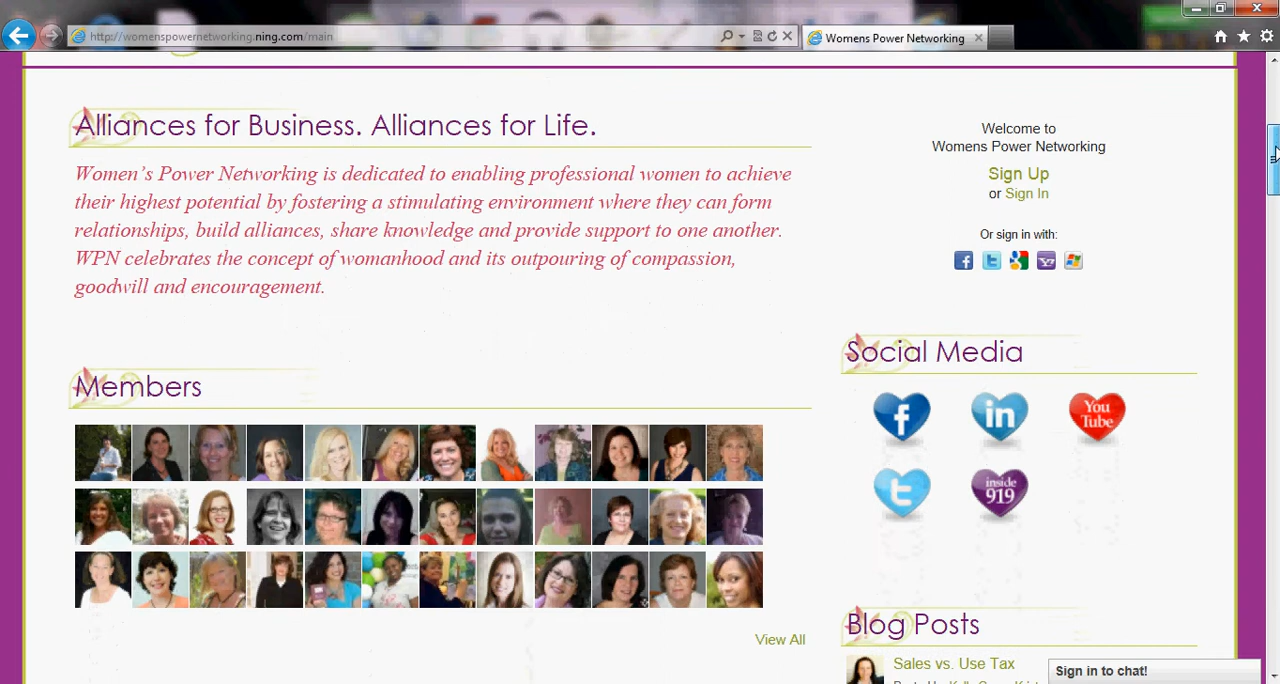 http://womenspowernetworking.ning.com/main
Womens Power Networking
Alliances for Business. Alliances for Life.
Women's Power Networking is dedicated to enabling professional women to achieve
their highest potential by fostering a stimulating environment where they can form
relationships, build alliances, share knowledge and provide support to one another.
WPN celebrates the concept of womanhood and its outpouring of compassion,
goodwill and encouragement.
Welcome to
Womens Power Networking
Sign Up
or Sign In
Or sign in with:
Members
View All
Social Media
f
in
You
Tube
t
inside
919
Blog Posts
Sales vs. Use Tax
Sign in to chat!